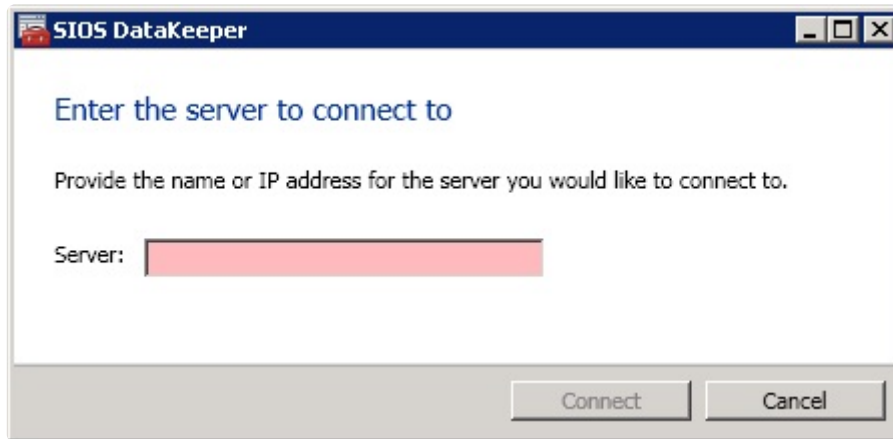 SIOS DataKeeper
Enter the server to connect to
Provide the name or IP address for the server you would like to connect to.
Server:
Connect
Cancel